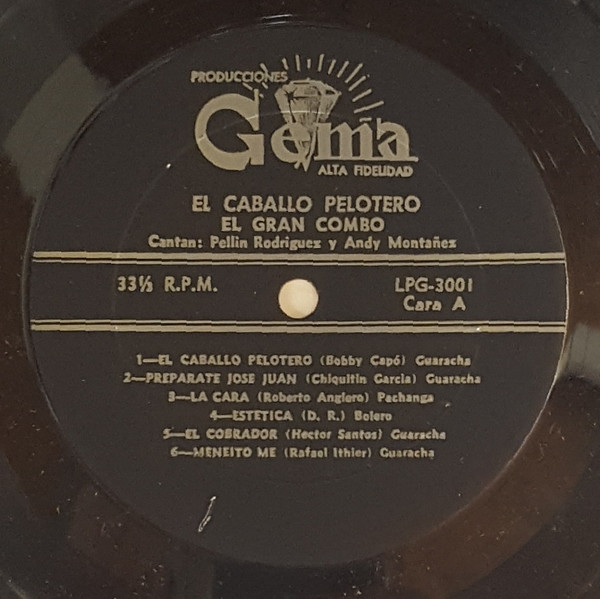 PRODUCCIONES
Gema
ALTA FIDELIDAD
EL CABALLO PELOTERO
EL GRAN COMBO
Cantan: Pellin Rodriguez y Andy Montañez
33⅓ R.P.M.
LPG-3001
Cara A
1—EL CABALLO PELOTERO (Bobby Capó) Guaracha
2—PREPARATE JOSE JUAN (Chiquitin Garcia) Guaracha
3—LA CARA (Roberto Anglero) Pachanga
4—ESTETICA (D. R.) Bolero
5—EL COBRADOR (Hector Santos) Guaracha
6—MENEITO ME (Rafael Ithier) Guaracha